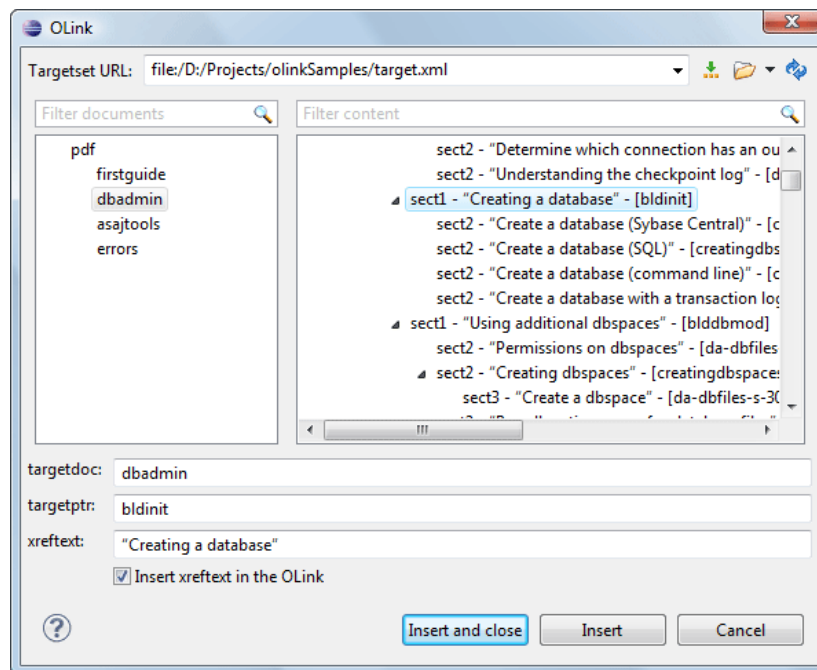 OLink
Targetset URL: file:/D:/Projects/olinkSamples/target.xml
Filter documents
Filter content
pdf
firstguide
dbadmin
asajtools
errors
sect2 - "Determine which connection has an ou
sect2 - "Understanding the checkpoint log" - [d
sect1 - "Creating a database" - [bldinit]
sect2 - "Create a database (Sybase Central)" - [c
sect2 - "Create a database (SQL)" - [creatingdbs
sect2 - "Create a database (command line)" - [c
sect2 - "Create a database with a transaction log
sect1 - "Using additional dbspaces" - [blddbmod]
sect2 - "Permissions on dbspaces" - [da-dbfiles
sect2 - "Creating dbspaces" - [creatingdbspaces
sect3 - "Create a dbspace" - [da-dbfiles-s-30
targetdoc: dbadmin
targetptr: bldinit
xreftext: "Creating a database"
Insert xreftext in the OLink
Insert and close
Insert
Cancel